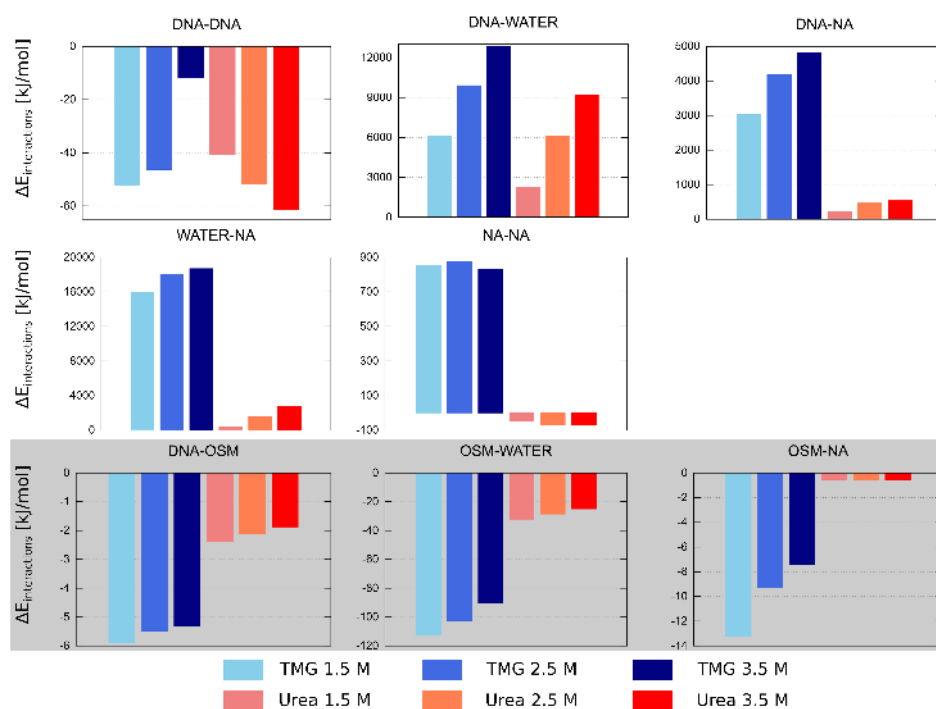 DNA-DNA
DNA-WATER
DNA-NA
ΔEinteractions [kJ/mol]
0
-20
-40
-60
12000
9000
6000
3000
0
5000
4000
3000
2000
1000
0
WATER-NA
NA-NA
ΔEinteractions [kJ/mol]
20000
16000
12000
6000
4000
0
900
700
500
300
100
-100
DNA-OSM
OSM-WATER
OSM-NA
ΔEinteractions [kJ/mol]
0
-1
-2
-3
-4
-5
-6
0
-20
-40
-60
-80
-100
-120
0
-2
-4
-6
-8
-10
-12
-14
TMG 1.5 M
TMG 2.5 M
TMG 3.5 M
Urea 1.5 M
Urea 2.5 M
Urea 3.5 M